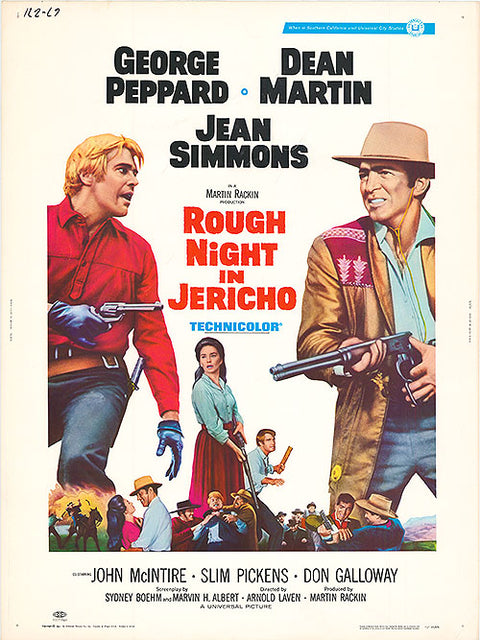 112-67
When in Southern California visit Universal City Studios
GEORGE PEPPARD • DEAN MARTIN
JEAN SIMMONS
IN A
MARTIN RACKIN
PRODUCTION
ROUGH
NiGHT
IN
JERICHO
TECHNICOLOR®
CO-STARRING JOHN McINTIRE • SLIM PICKENS • DON GALLOWAY
Screenplay by SYDNEY BOEHM and MARVIN H. ALBERT • Directed by ARNOLD LAVEN • Produced by MARTIN RACKIN
A UNIVERSAL PICTURE